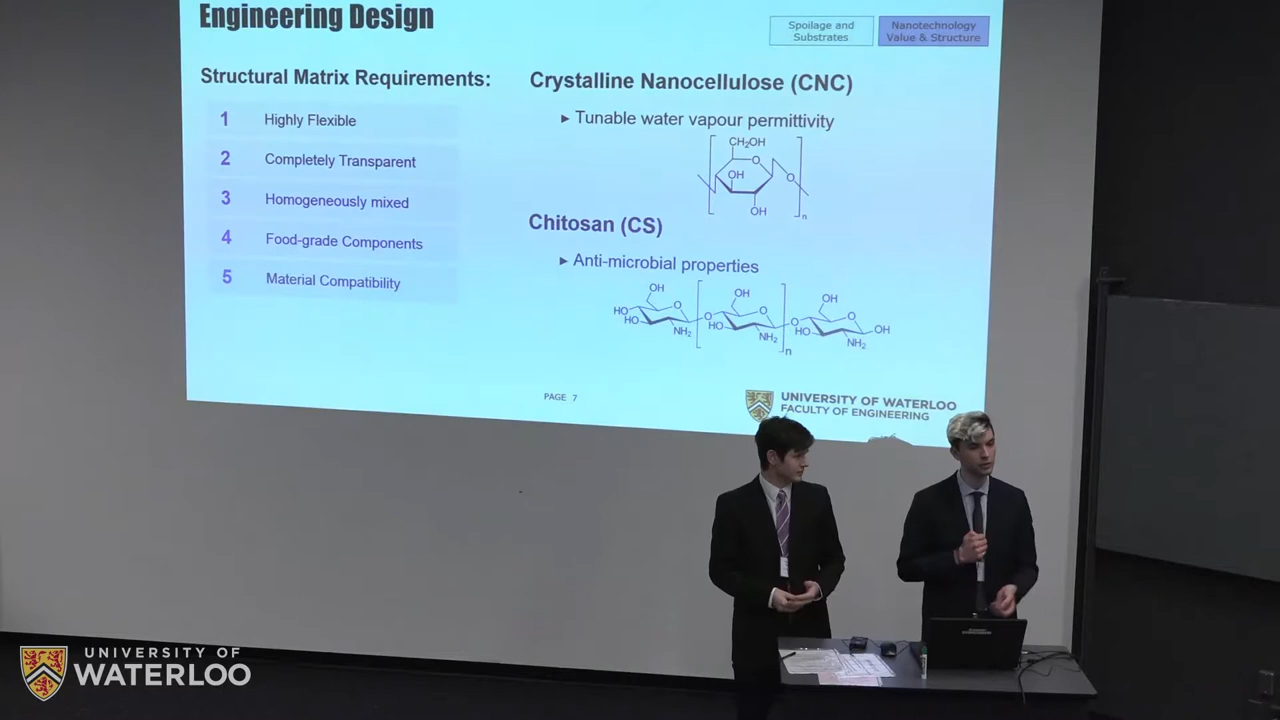 Engineering Design
Spoilage and
Substrates
Nanotechnology
Value & Structure
Structural Matrix Requirements:
1 Highly Flexible
2 Completely Transparent
3 Homogeneously mixed
4 Food-grade Components
5 Material Compatibility
Crystalline Nanocellulose (CNC)
▸ Tunable water vapour permittivity
CH₂OH
O
OH
O
OH
n
Chitosan (CS)
▸ Anti-microbial properties
OH
OH
OH
O
O
O
HO
HO
O
HO
O
HO
OH
NH₂
NH₂
NH₂
n
PAGE 7
UNIVERSITY OF WATERLOO
FACULTY OF ENGINEERING
UNIVERSITY OF
WATERLOO